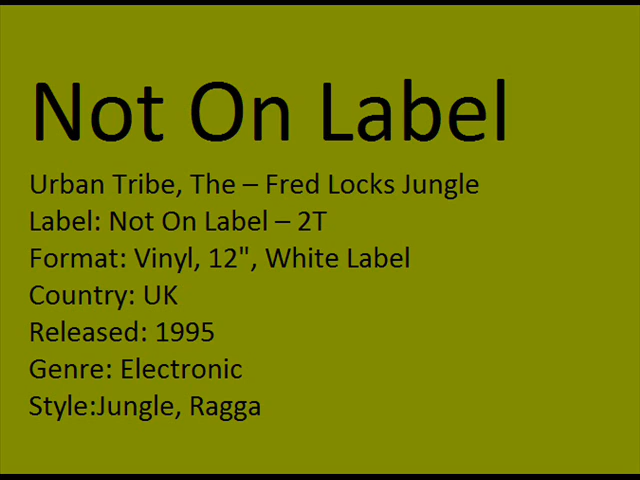 Not On Label
Urban Tribe, The – Fred Locks Jungle
Label: Not On Label – 2T
Format: Vinyl, 12", White Label
Country: UK
Released: 1995
Genre: Electronic
Style:Jungle, Ragga